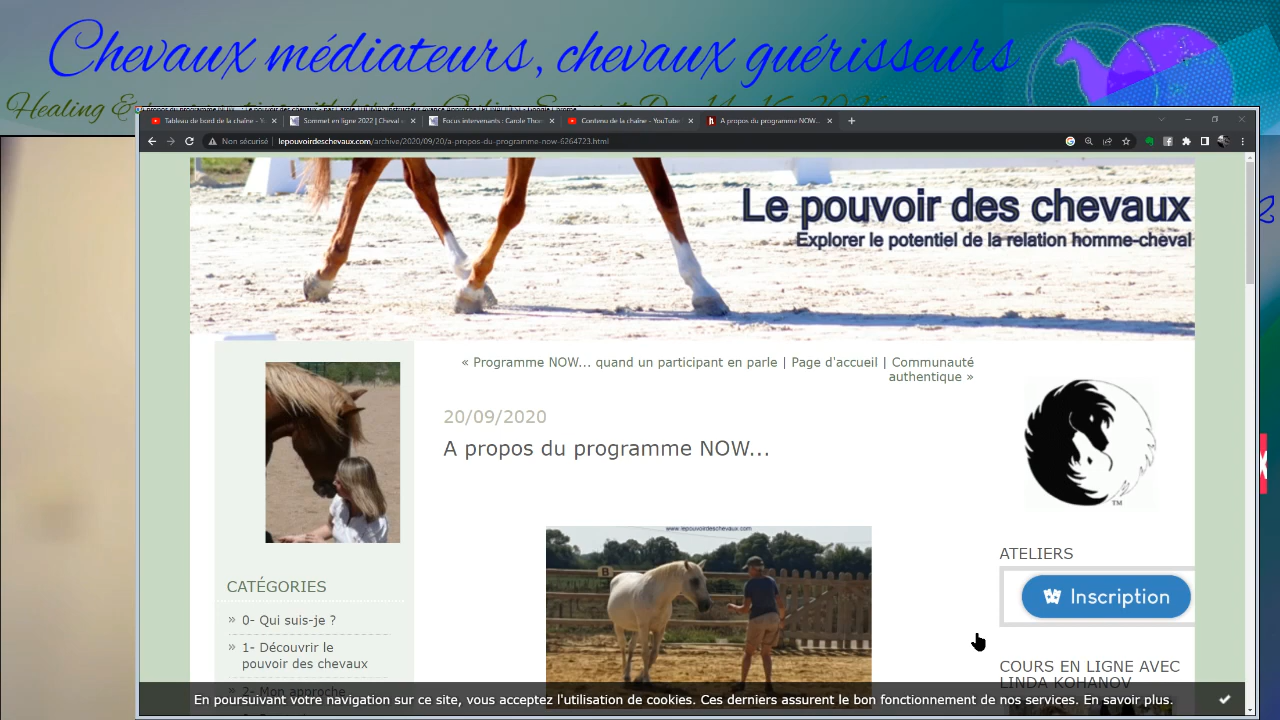 Chevaux médiateurs, chevaux guérisseurs
Healing &
Tableau de bord de la chaîne - Y
Sommet en ligne 2022 | Cheval
Focus intervenants : Carole Tho
Contenu de la chaîne - YouTube
A propos du programme NOW...
Non sécurisé | lepouvoirdeschevaux.com/archive/2020/09/20/a-propos-du-programme-now-6264723.html
Le pouvoir des chevaux
Explorer le potentiel de la relation homme-cheval
« Programme NOW... quand un participant en parle | Page d'accueil | Communauté
authentique »
20/09/2020
A propos du programme NOW...
www.lepouvoirdeschevaux.com
B
TM
ATELIERS
Inscription
COURS EN LIGNE AVEC
LINDA KOHANOV
CATÉGORIES
» 0- Qui suis-je ?
» 1- Découvrir le
pouvoir des chevaux
» 2- Mon approche
En poursuivant votre navigation sur ce site, vous acceptez l'utilisation de cookies. Ces derniers assurent le bon fonctionnement de nos services. En savoir plus.